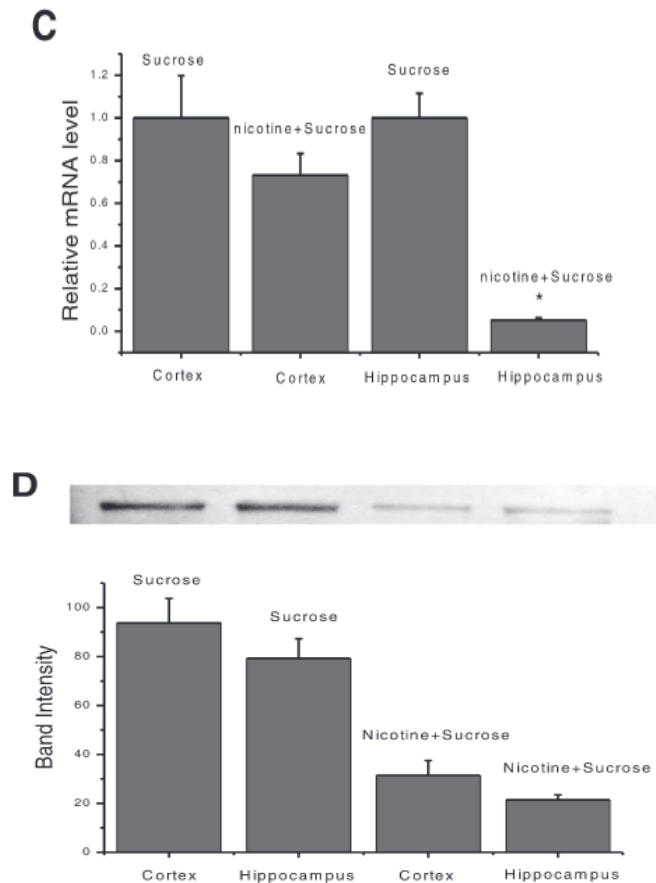 C
Sucrose
Sucrose
nicotine+Sucrose
nicotine+Sucrose
*
Relative mRNA level
1.2
1.0
0.8
0.6
0.4
0.2
0.0
Cortex
Cortex
Hippocampus
Hippocampus
D
Sucrose
Sucrose
Nicotine+Sucrose
Nicotine+Sucrose
Band Intensity
100
80
60
40
20
0
Cortex
Hippocampus
Cortex
Hippocampus